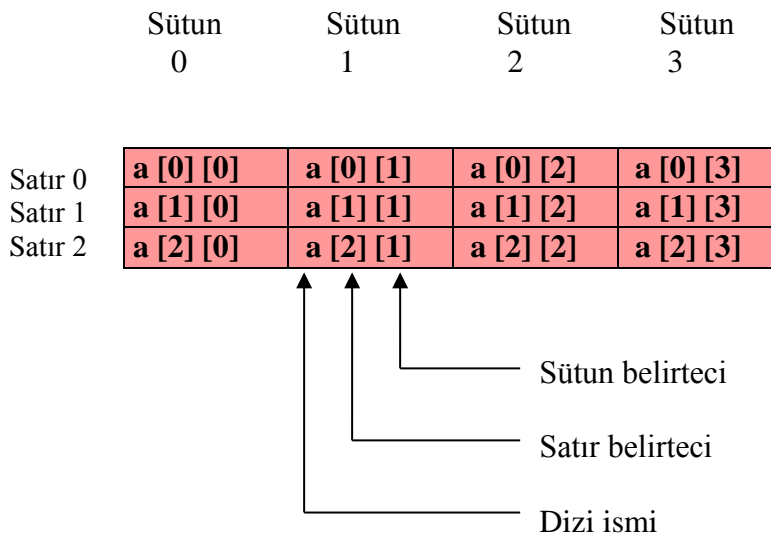 Sütun Sütun Sütun Sütun
0 1 2 3
Satır 0 a [0] [0] a [0] [1] a [0] [2] a [0] [3]
Satır 1 a [1] [0] a [1] [1] a [1] [2] a [1] [3]
Satır 2 a [2] [0] a [2] [1] a [2] [2] a [2] [3]
Sütun belirteci
Satır belirteci
Dizi ismi